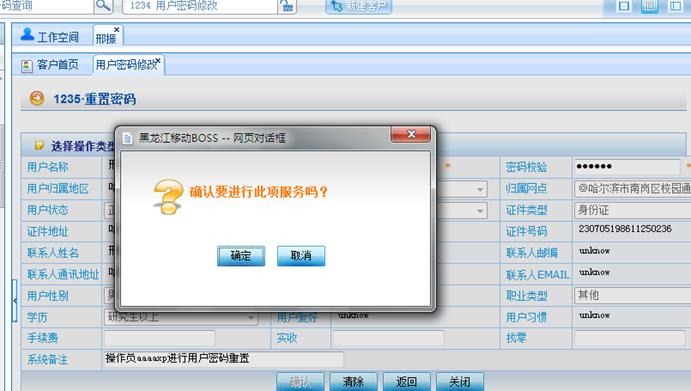 码查询 1234 用户密码修改 新建客户
工作空间 邢振
客户首页 用户密码修改
1235·重置密码
黑龙江移动BOSS -- 网页对话框
选择操作类型
确认要进行此项服务吗？
确定 取消
用户名称 * 密码校验 ●●●●●● *
用户归属地区 归属网点 @哈尔滨市南岗区校园通
用户状态 证件类型 身份证
证件地址 证件号码 230705198611250236
联系人姓名 联系人邮编 unknow
联系人通讯地址 联系人EMAIL unknow
用户性别 职业类型 其他
学历 研究生以上 用户爱好 unknow 用户习惯 unknow
手续费 实收 找零
系统备注 操作员aaaaxp进行用户密码重置
确认 清除 返回 关闭